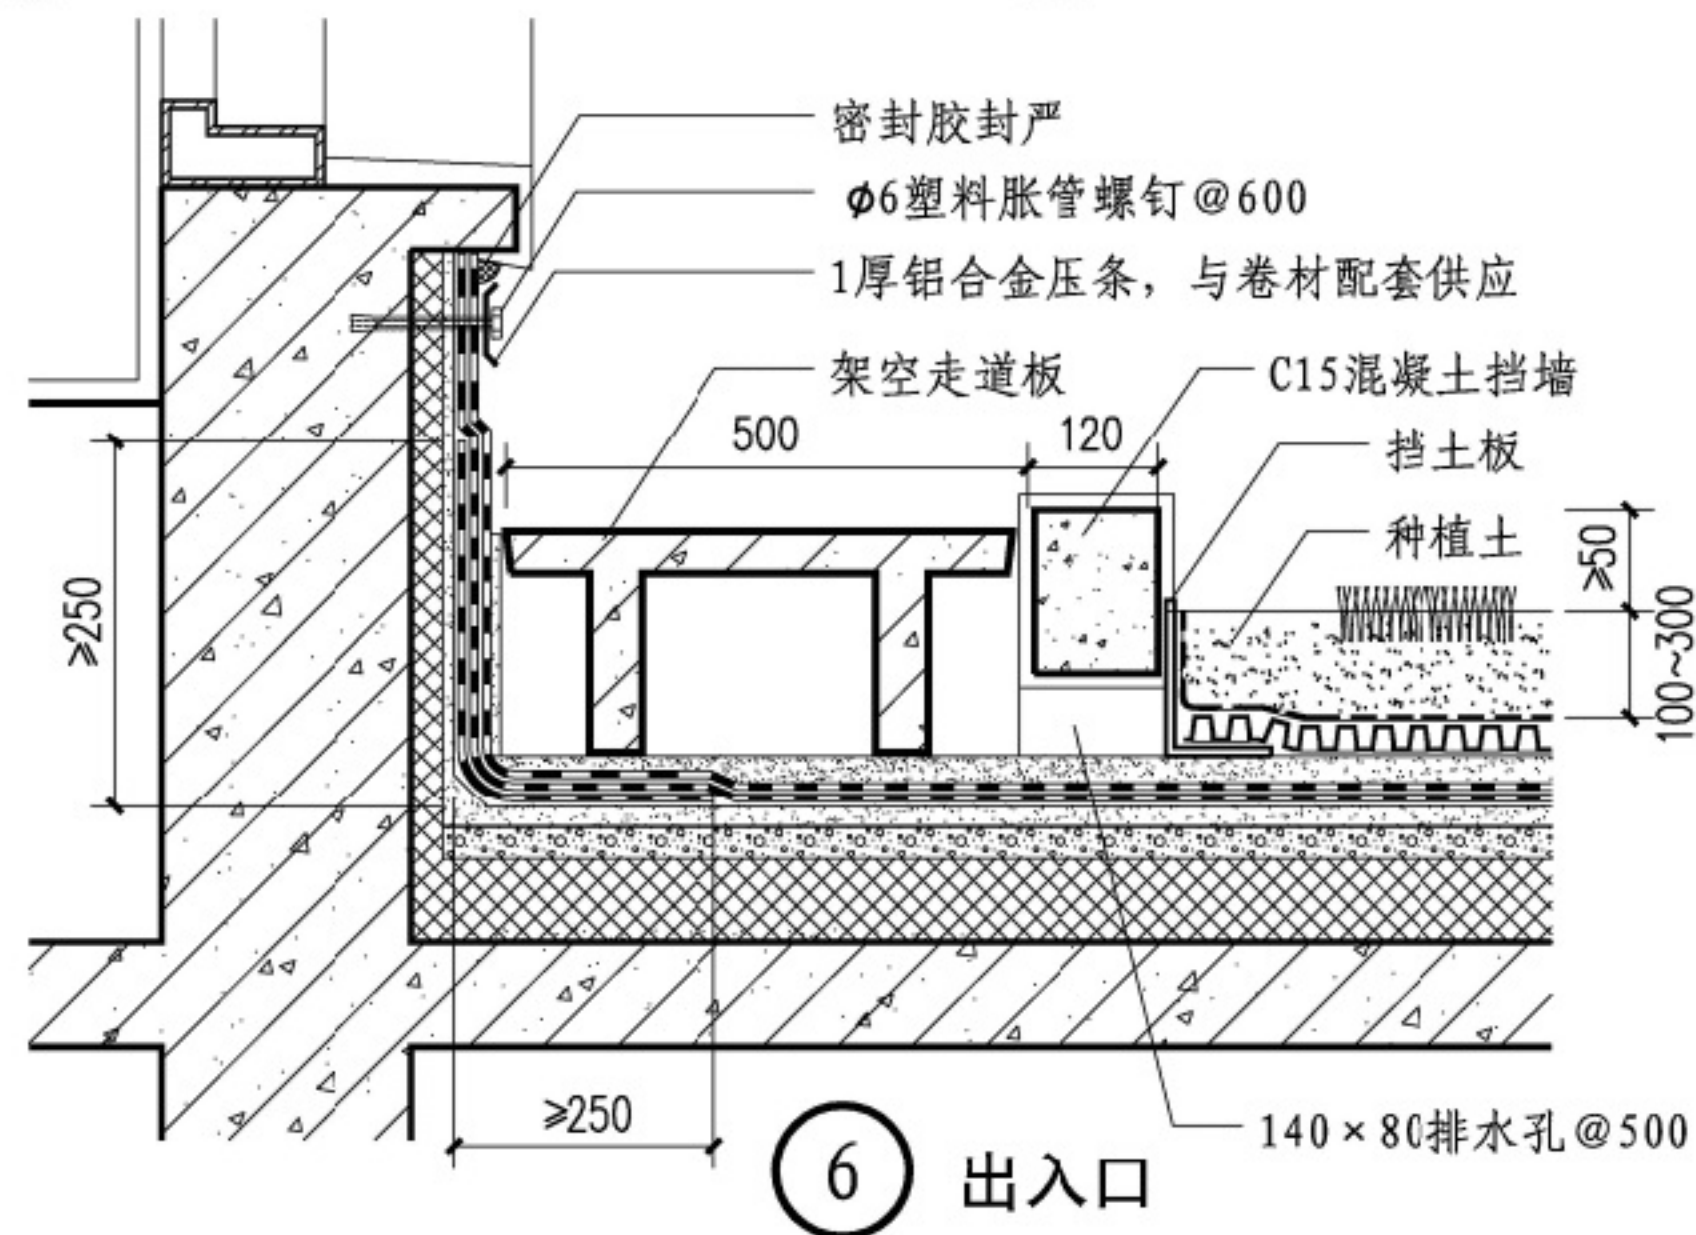 密封胶封严
ϕ6塑料胀管螺钉@600
1厚铝合金压条，与卷材配套供应
架空走道板
C15混凝土挡墙
500
120
挡土板
种植土
≥50
100~300
≥250
≥250
140×80排水孔@500
6 出入口